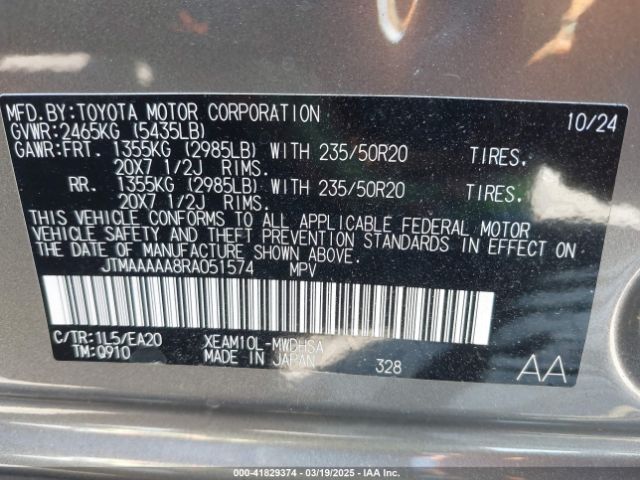 MFD.BY:TOYOTA MOTOR CORPORATION 10/24
GVWR:2465KG (5435LB)
GAWR:FRT. 1355KG (2985LB) WITH 235/50R20 TIRES.
20X7 1/2J RIMS.
RR. 1355KG (2985LB) WITH 235/50R20 TIRES.
20X7 1/2J RIMS.
THIS VEHICLE CONFORMS TO ALL APPLICABLE FEDERAL MOTOR
VEHICLE SAFETY AND THEFT PREVENTION STANDARDS IN EFFECT ON
THE DATE OF MANUFACTURE SHOWN ABOVE.
JTMAAAAA8RA051574 MPV
C/TR:1L5/EA20 XEAM10L-MWDHSA
TM:0910 MADE IN JAPAN 328 AA
000-41829374 | 03/19/2025 | IAA Inc.